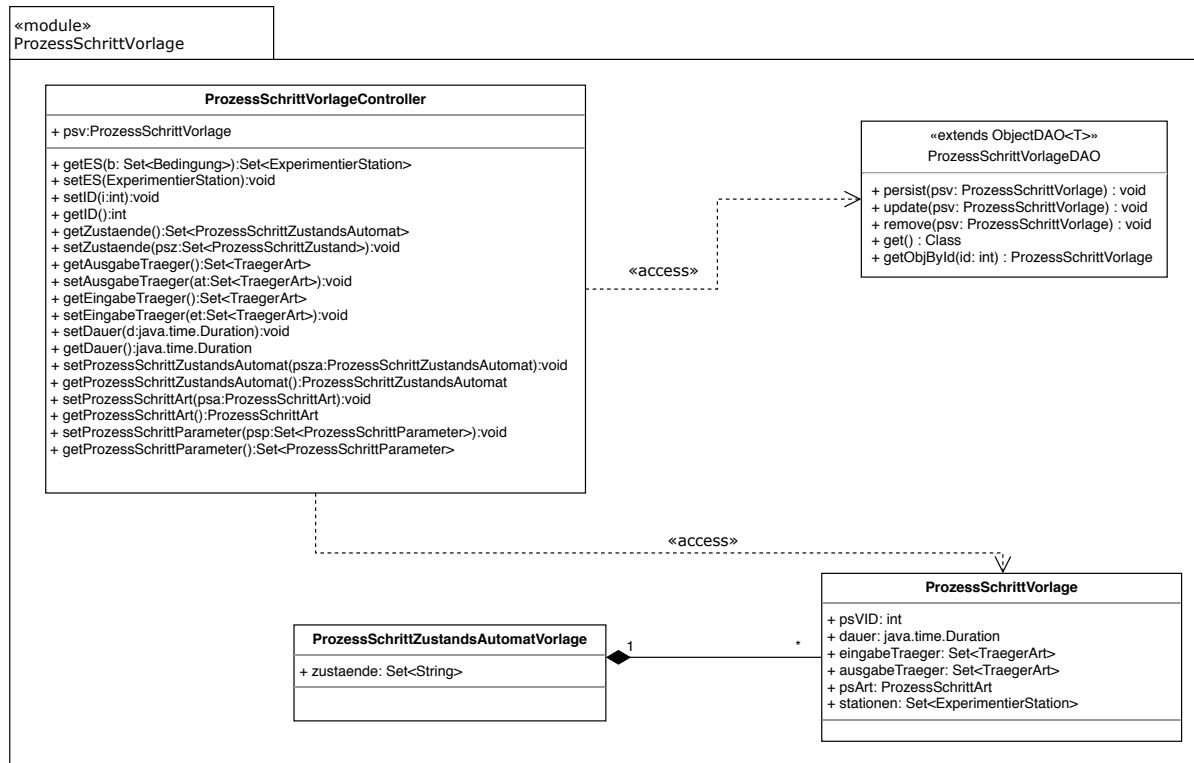 «module»
ProzessSchrittVorlage
ProzessSchrittVorlageController
+ psv:ProzessSchrittVorlage
+ getES(b: Set<Bedingung>):Set<ExperimentierStation>
+ setES(ExperimentierStation):void
+ setID(i:int):void
+ getID():int
+ getZustaende():Set<ProzessSchrittZustandsAutomat>
+ setZustaende(psz:Set<ProzessSchrittZustand>):void
+ getAusgabeTraeger():Set<TraegerArt>
+ setAusgabeTraeger(at:Set<TraegerArt>):void
+ getEingabeTraeger():Set<TraegerArt>
+ setEingabeTraeger(et:Set<TraegerArt>):void
+ setDauer(d:java.time.Duration):void
+ getDauer():java.time.Duration
+ setProzessSchrittZustandsAutomat(psza:ProzessSchrittZustandsAutomat):void
+ getProzessSchrittZustandsAutomat():ProzessSchrittZustandsAutomat
+ setProzessSchrittArt(psa:ProzessSchrittArt):void
+ getProzessSchrittArt():ProzessSchrittArt
+ setProzessSchrittParameter(psp:Set<ProzessSchrittParameter>):void
+ getProzessSchrittParameter():Set<ProzessSchrittParameter>
«access»
«extends ObjectDAO<T>»
ProzessSchrittVorlageDAO
+ persist(psv: ProzessSchrittVorlage) : void
+ update(psv: ProzessSchrittVorlage) : void
+ remove(psv: ProzessSchrittVorlage) : void
+ get() : Class
+ getObjById(id: int) : ProzessSchrittVorlage
«access»
ProzessSchrittZustandsAutomatVorlage
+ zustaende: Set<String>
1
*
ProzessSchrittVorlage
+ psVID: int
+ dauer: java.time.Duration
+ eingabeTraeger: Set<TraegerArt>
+ ausgabeTraeger: Set<TraegerArt>
+ psArt: ProzessSchrittArt
+ stationen: Set<ExperimentierStation>